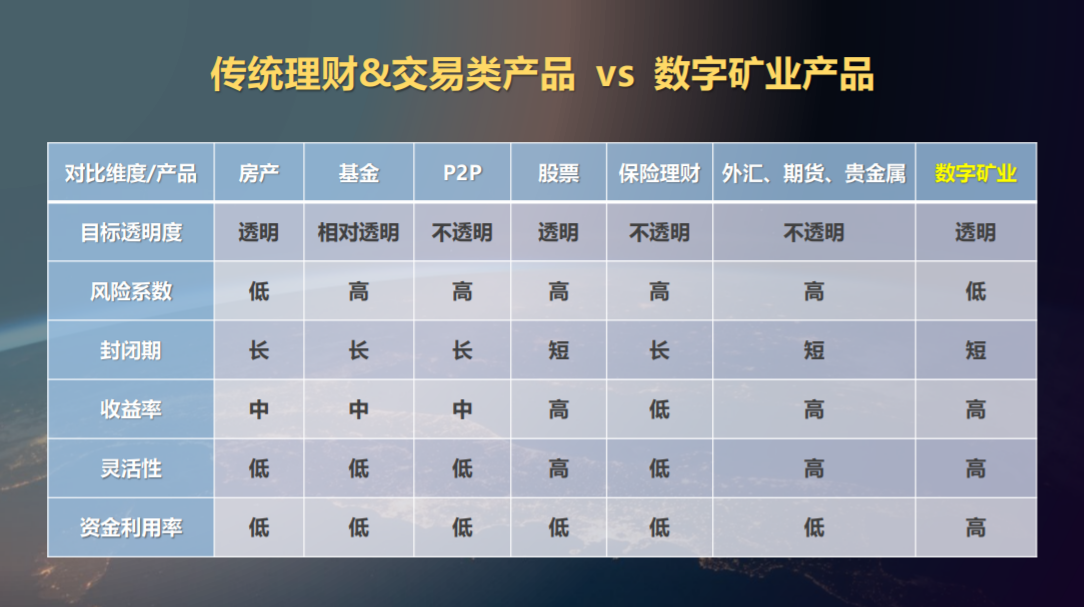 传统理财&交易类产品 vs 数字矿业产品
对比维度/产品 房产 基金 P2P 股票 保险理财 外汇、期货、贵金属 数字矿业
目标透明度 透明 相对透明 不透明 透明 不透明 不透明 透明
风险系数 低 高 高 高 高 高 低
封闭期 长 长 长 短 长 短 短
收益率 中 中 中 高 低 高 高
灵活性 低 低 低 高 低 高 高
资金利用率 低 低 低 低 低 低 高